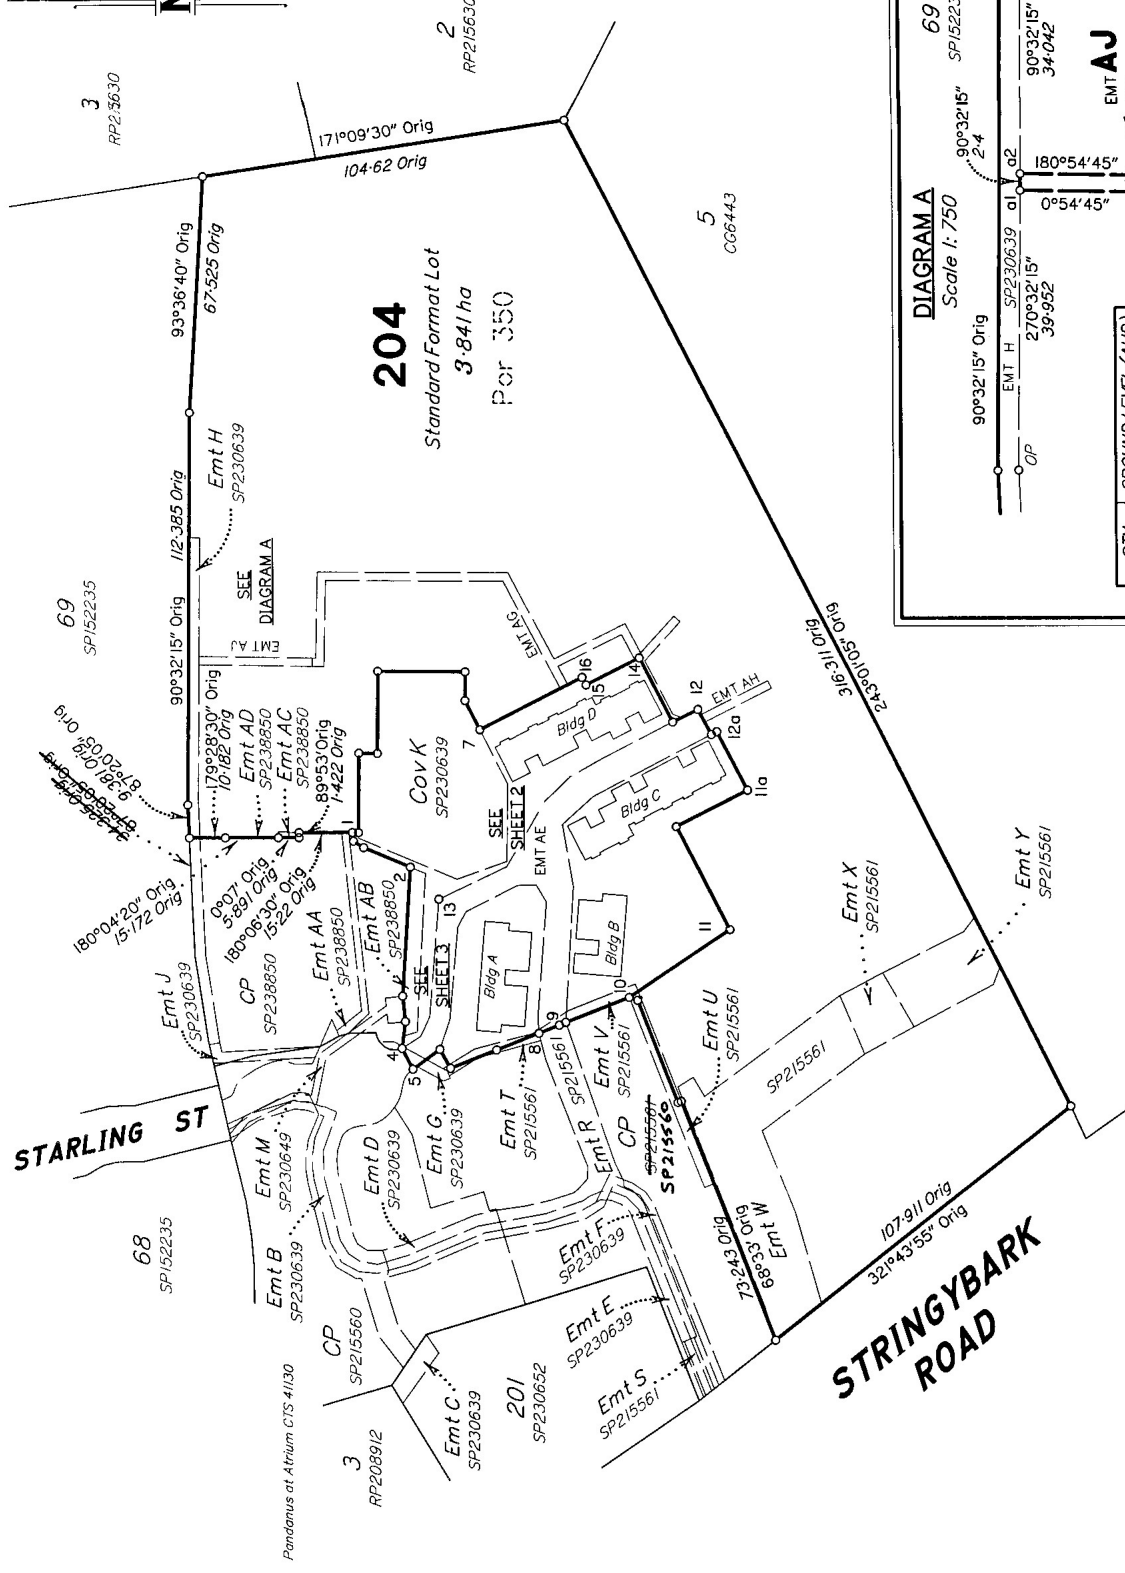 N
3
RP215630
2
RP215630
69
SP152235
93°36'40" Orig
67·525 Orig
171°09'30" Orig
104·62 Orig
90°32'15" Orig
112·385 Orig
Emt H
SP230639
204
Standard Format Lot
3·841 ha
Por 350
5
CG6443
SEE
DIAGRAM A
EMT AJ
EMT AG
9·381 Orig
87°20'05" Orig
179°28'30" Orig
10·182 Orig
Emt AD
SP238850
Emt AC
SP238850
89°53' Orig
1·422 Orig
180°04'20" Orig
15·172 Orig
0°07' Orig
5·891 Orig
180°06'30" Orig
15·22 Orig
Emt AA
SP238850
Emt AB
SP238850
CP
SP238850
Emt J
SP230639
Cov K
SP230639
SEE
SHEET 2
SEE
SHEET 3
EMT AE
EMT AH
Bldg A
Bldg B
Bldg C
Bldg D
1
2
4
5
7
8
9
10
11
11a
12
12a
13
14
15
16
STARLING ST
68
SP152235
Emt M
SP230649
Emt B
SP230639
Emt D
SP230639
Emt G
SP230639
Emt T
SP215561
Emt R
SP215561
Emt V
SP215561
CP
SP215561
SP215560
Emt U
SP215561
Emt X
SP215561
Emt Y
SP215561
SP215561
Emt F
SP230639
Emt E
SP230639
Emt S
SP215561
73·243 Orig
68°33' Orig
Emt W
107·911 Orig
321°43'55" Orig
316·311 Orig
243°01'05" Orig
STRINGYBARK
ROAD
CP
SP215560
Pandanus at Atrium CTS 41130
Emt C
SP230639
201
SP230652
3
RP208912
DIAGRAM A
Scale 1:750
69
90°32'15" Orig
EMT H SP230639
270°32'15"
39·952
OP
a1
a2
90°32'15"
2·4
180°54'45"
0°54'45"
90°32'15"
34·042
EMT AJ